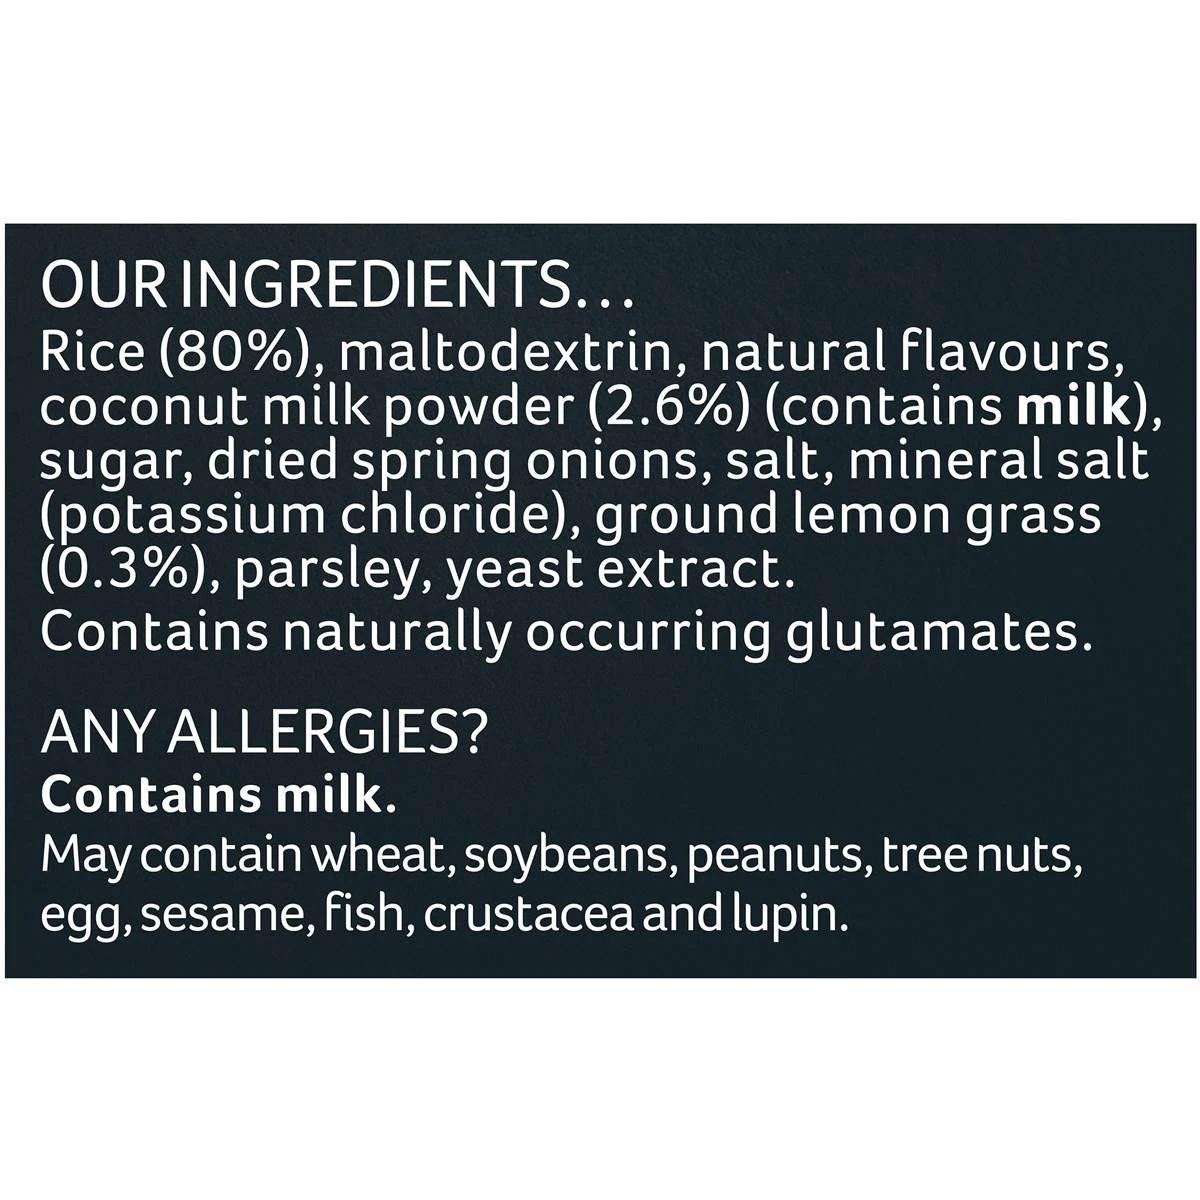 OUR INGREDIENTS...
Rice (80%), maltodextrin, natural flavours,
coconut milk powder (2.6%) (contains milk),
sugar, dried spring onions, salt, mineral salt
(potassium chloride), ground lemon grass
(0.3%), parsley, yeast extract.
Contains naturally occurring glutamates.
ANY ALLERGIES?
Contains milk.
May contain wheat, soybeans, peanuts, tree nuts,
egg, sesame, fish, crustacea and lupin.